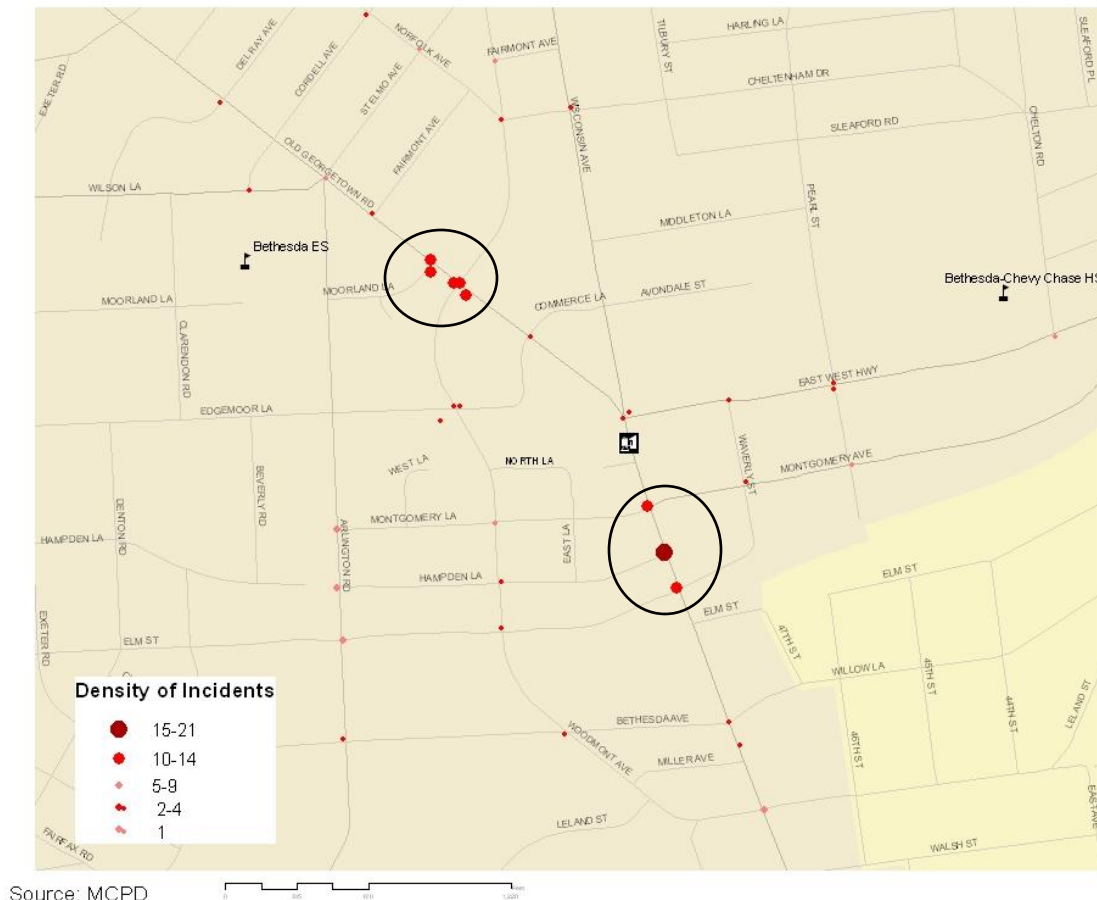 HARLING LA
TILBURY ST
SLEAFORD PL
DEL RAY AVE
CORDELL AVE
NORFOLK AVE
FAIRMONT AVE
EXETER RD
ST ELMO AVE
CHELTENHAM DR
WISCONSIN AVE
CHELTON RD
SLEAFORD RD
FAIRMONT AVE
OLD GEORGETOWN RD
WILSON LA
PEARL ST
MIDDLETON LA
Bethesda ES
Bethesda-Chevy Chase HS
MOORLAND LA
MOORLAND LA
COMMERCE LA
AVONDALE ST
CLARENDON RD
EAST WEST HWY
EDGEMOOR LA
WAVERLY ST
WEST LA
NORTH LA
MONTGOMERY AVE
BEVERLY RD
DENTON RD
MONTGOMERY LA
EAST LA
ARLINGTON RD
HAMPDEN LA
HAMPDEN LA
ELM ST
ELM ST
EXETER RD
ELM ST
47TH ST
WILLOW LA
45TH ST
44TH ST
LELAND ST
Density of Incidents
15-21
10-14
5-9
2-4
1
BETHESDA AVE
WOODMONT AVE
46TH ST
MILLER AVE
EAST AVE
LELAND ST
FAIRFAX RD
WALSH ST
Source: MCPD
0